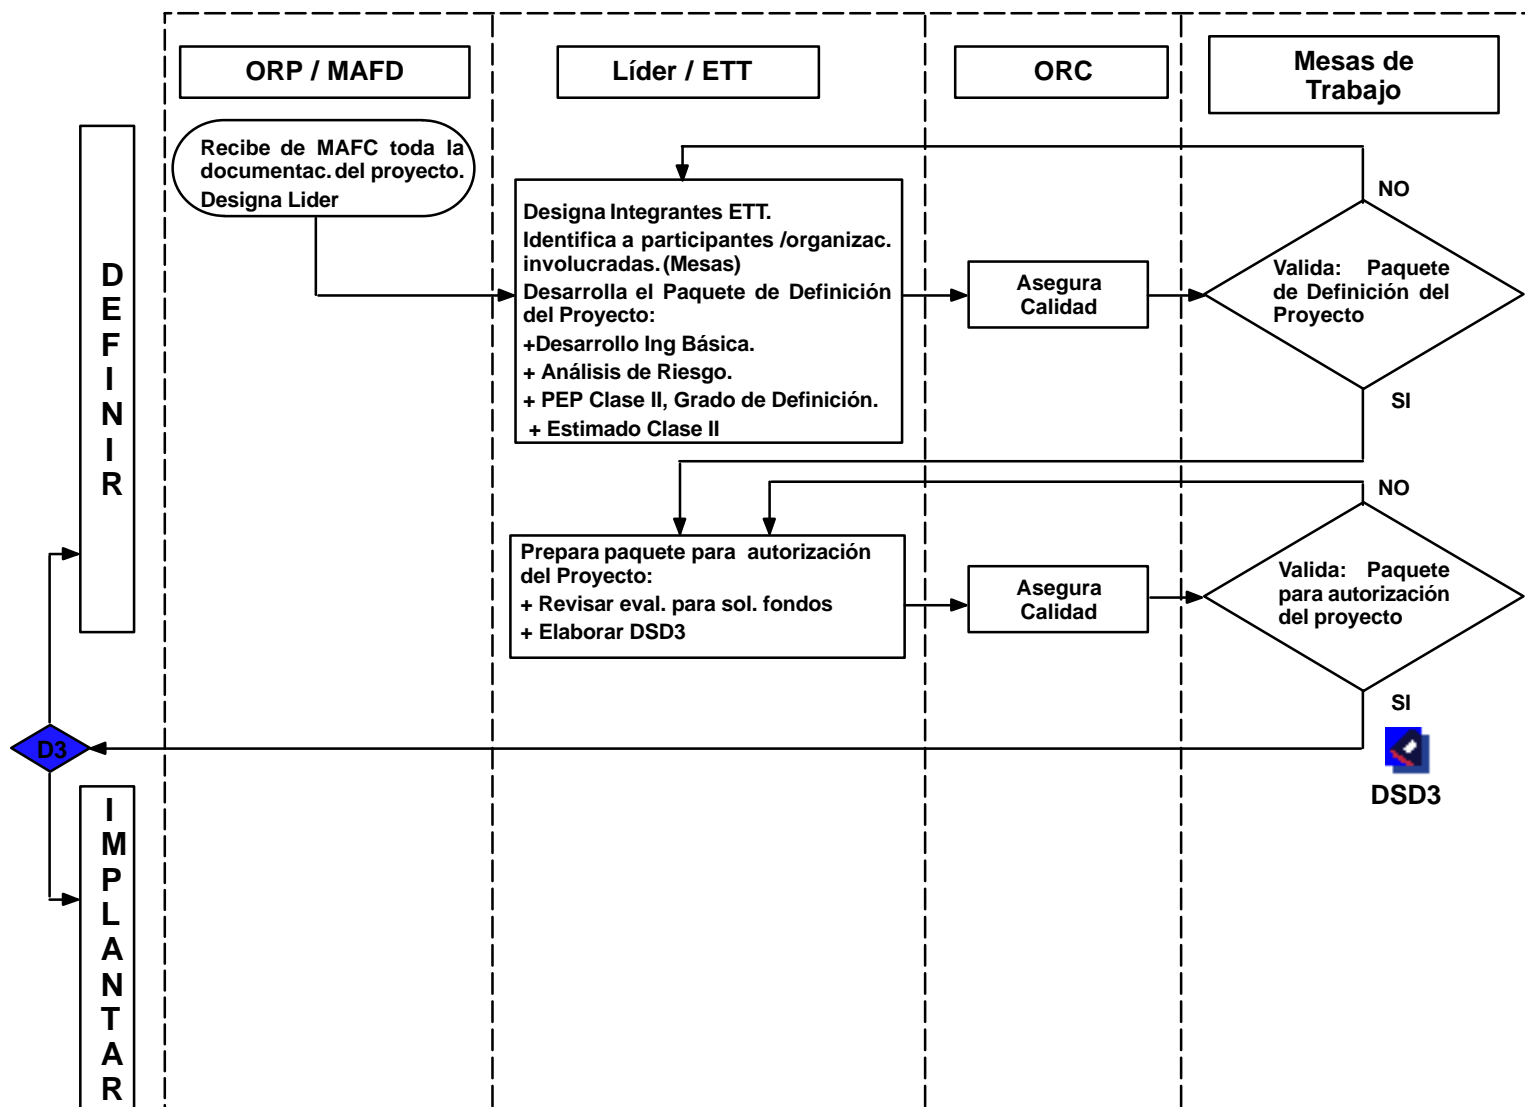 ORP / MAFD
Líder / ETT
ORC
Mesas de
Trabajo
DEFINIR
Recibe de MAFC toda la
documentac. del proyecto.
Designa Lider
Designa Integrantes ETT.
Identifica a participantes /organizac.
involucradas. (Mesas)
Desarrolla el Paquete de Definición
del Proyecto:
+Desarrollo Ing Básica.
+ Análisis de Riesgo.
+ PEP Clase II, Grado de Definición.
+ Estimado Clase II
Asegura
Calidad
NO
Valida: Paquete
de Definición del
Proyecto
SI
Prepara paquete para autorización
del Proyecto:
+ Revisar eval. para sol. fondos
+ Elaborar DSD3
Asegura
Calidad
NO
Valida: Paquete
para autorización
del proyecto
SI
D3
DSD3
IMPLANTAR